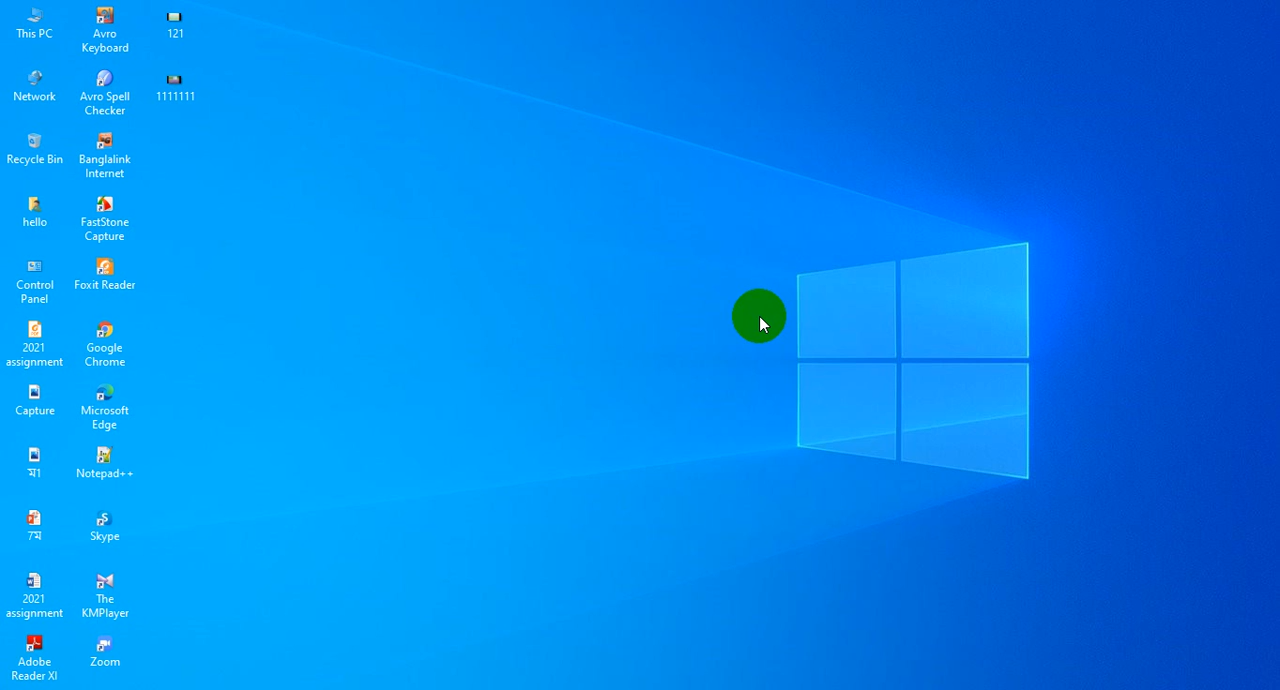 This PC
Avro
Keyboard
121
Network
Avro Spell
Checker
1111111
Recycle Bin
Banglalink
Internet
hello
FastStone
Capture
Control
Panel
Foxit Reader
2021
assignment
Google
Chrome
Capture
Microsoft
Edge
ম1
Notepad++
7ম
Skype
2021
assignment
The
KMPlayer
Adobe
Reader XI
Zoom